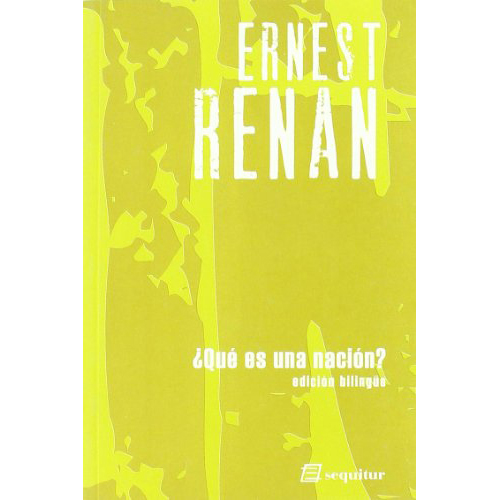 ERNEST
RENAN
¿Qué es una nación?
edición bilingüe
sequitur